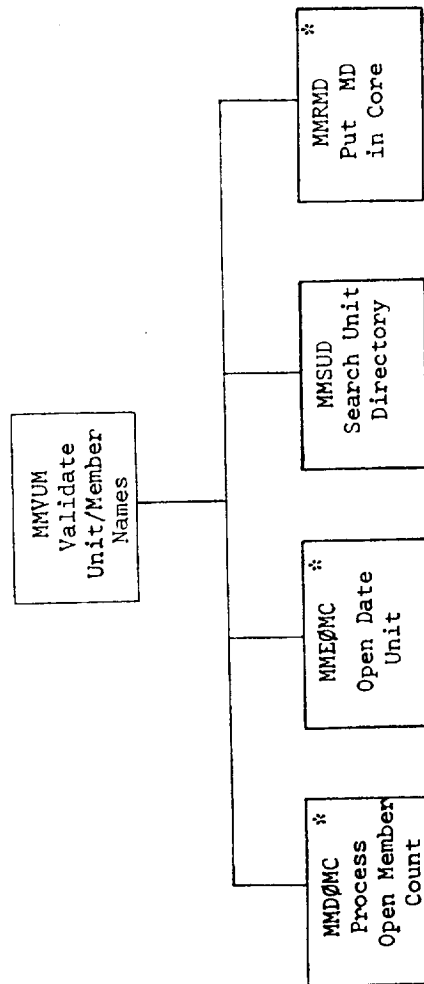 MMVUM
Validate
Unit/Member
Names
MMDØMC *
Process
Open Member
Count
MMEØMC *
Open Date
Unit
MMSUD
Search Unit
Directory
MMRMD *
Put MD
in Core